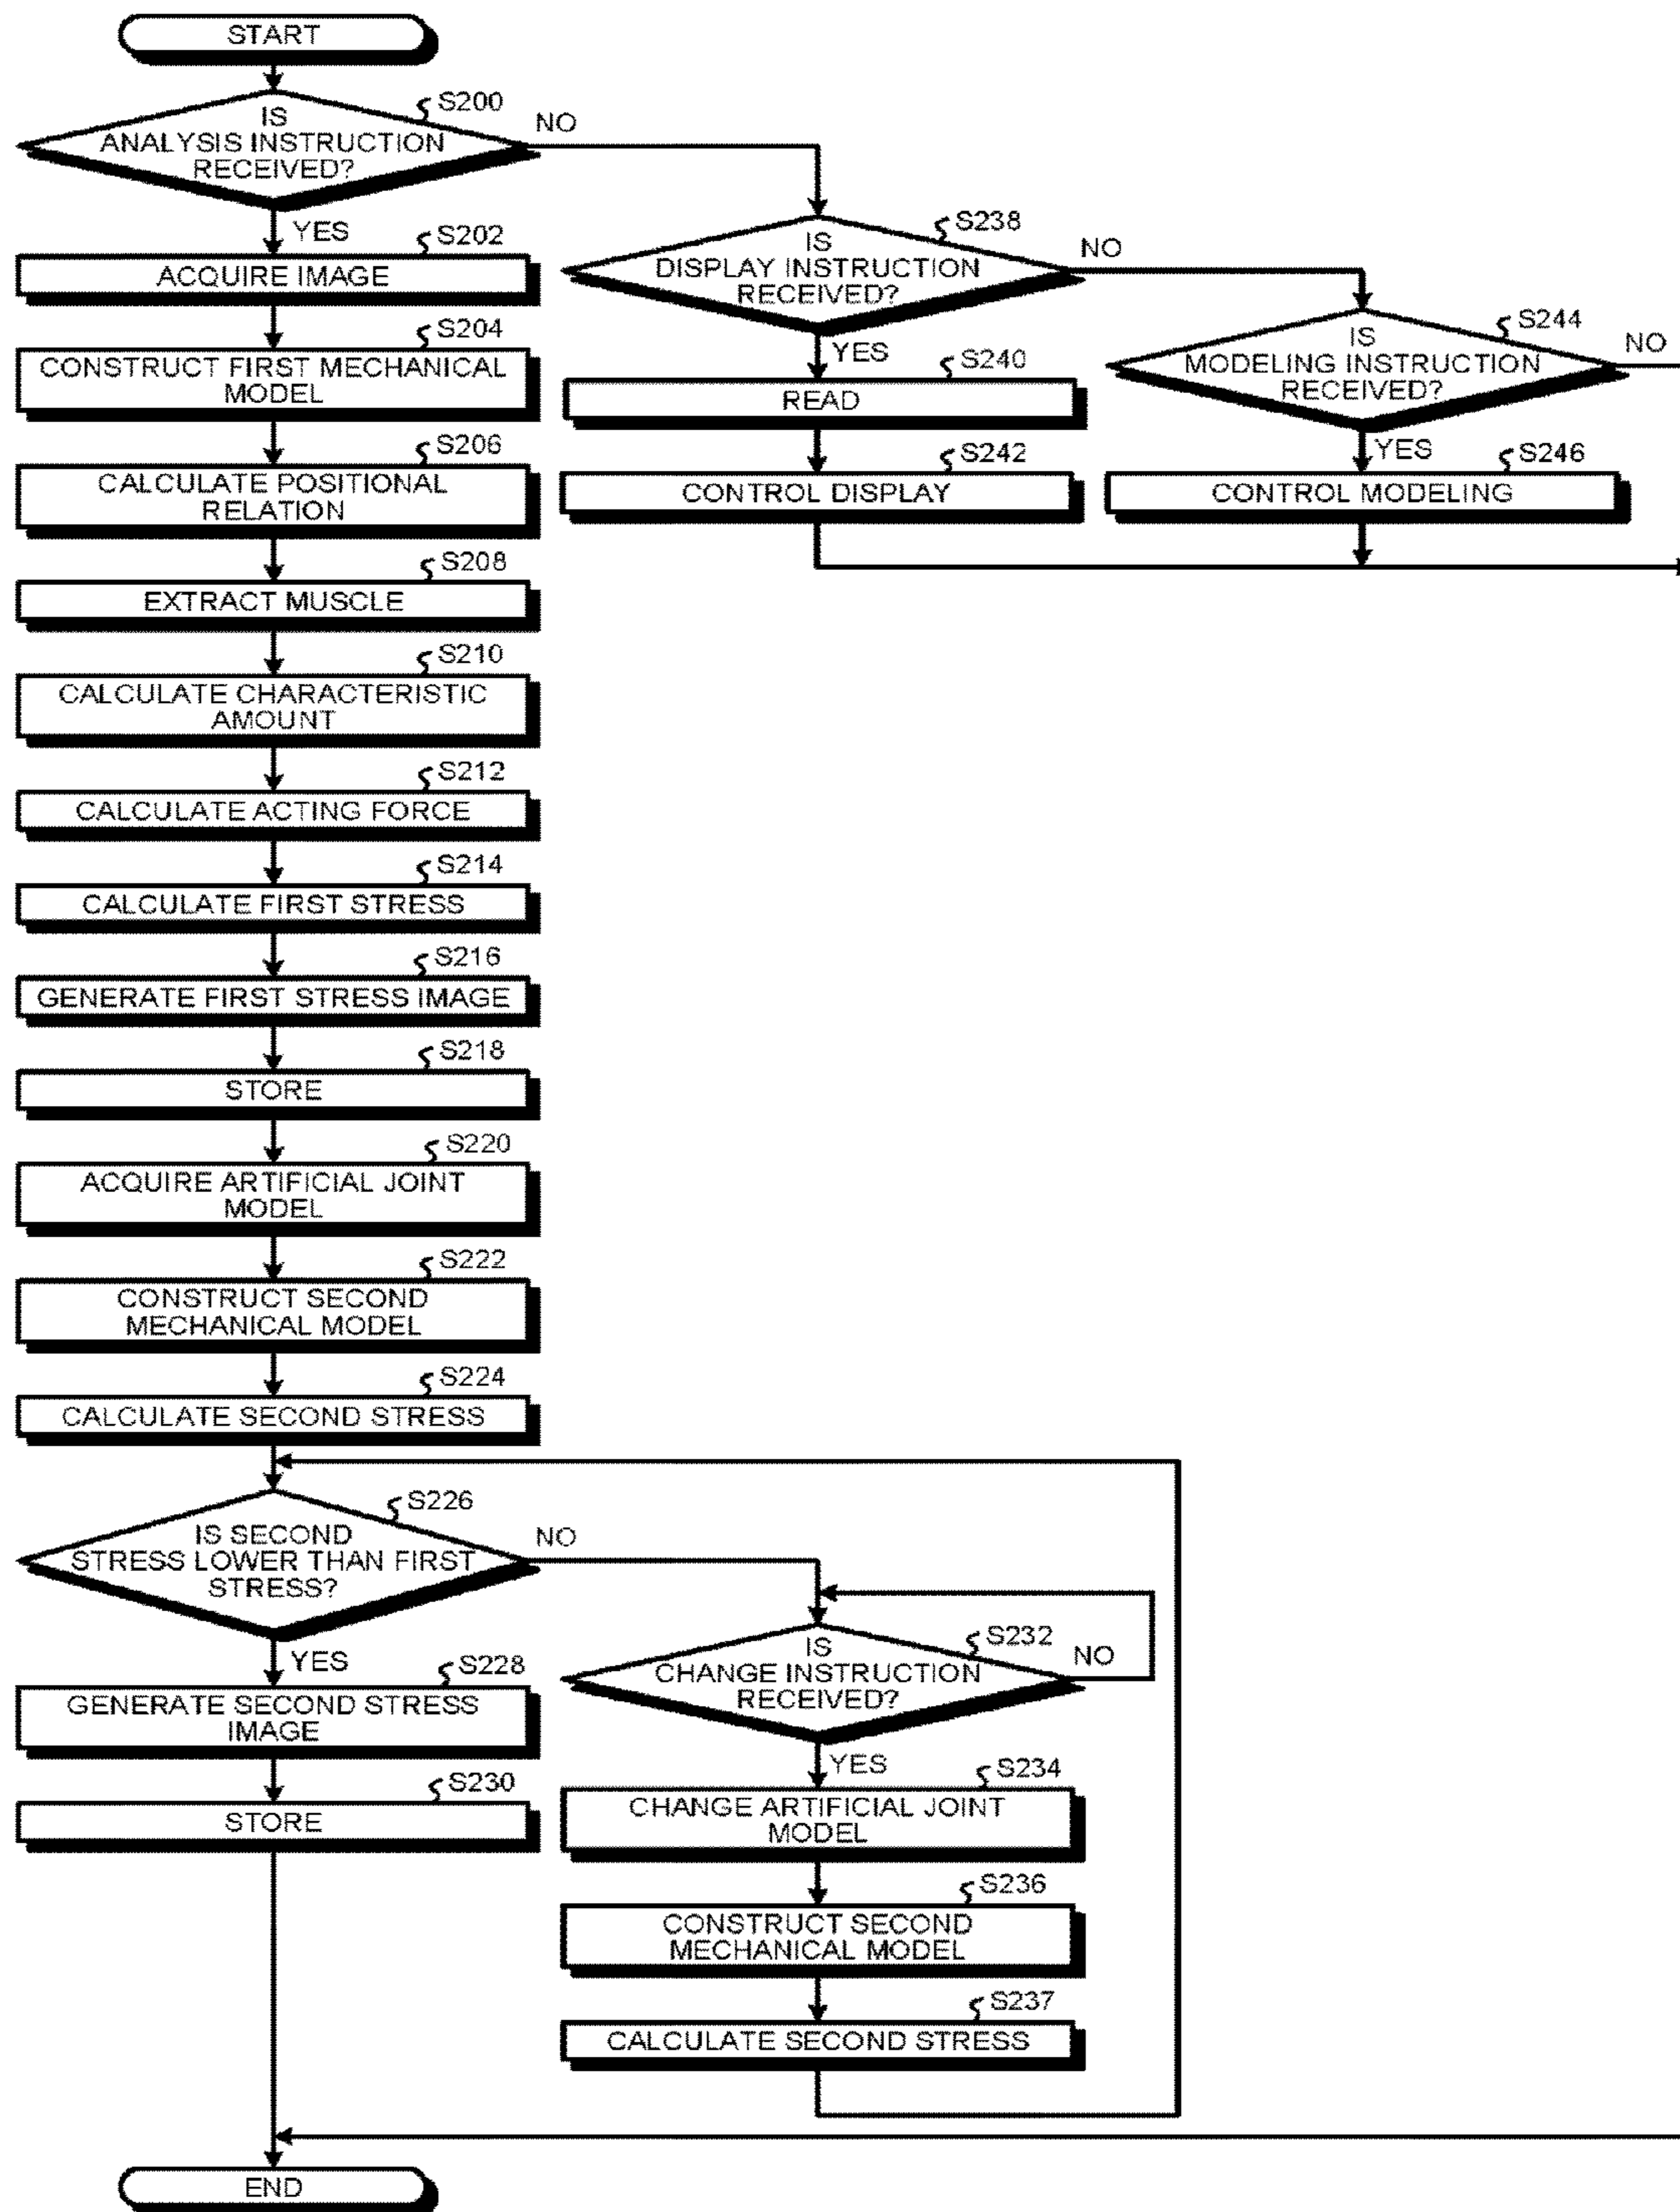 START
S200
IS
ANALYSIS INSTRUCTION
RECEIVED?
NO
YES
S202
ACQUIRE IMAGE
S204
CONSTRUCT FIRST MECHANICAL
MODEL
S206
CALCULATE POSITIONAL
RELATION
S208
EXTRACT MUSCLE
S210
CALCULATE CHARACTERISTIC
AMOUNT
S212
CALCULATE ACTING FORCE
S214
CALCULATE FIRST STRESS
S216
GENERATE FIRST STRESS IMAGE
S218
STORE
S220
ACQUIRE ARTIFICIAL JOINT
MODEL
S222
CONSTRUCT SECOND
MECHANICAL MODEL
S224
CALCULATE SECOND STRESS
S226
IS SECOND
STRESS LOWER THAN FIRST
STRESS?
NO
YES
S228
GENERATE SECOND STRESS
IMAGE
S230
STORE
S232
IS
CHANGE INSTRUCTION
RECEIVED?
NO
YES
S234
CHANGE ARTIFICIAL JOINT
MODEL
S236
CONSTRUCT SECOND
MECHANICAL MODEL
S237
CALCULATE SECOND STRESS
S238
IS
DISPLAY INSTRUCTION
RECEIVED?
NO
YES
S240
READ
S242
CONTROL DISPLAY
S244
IS
MODELING INSTRUCTION
RECEIVED?
NO
YES
S246
CONTROL MODELING
END